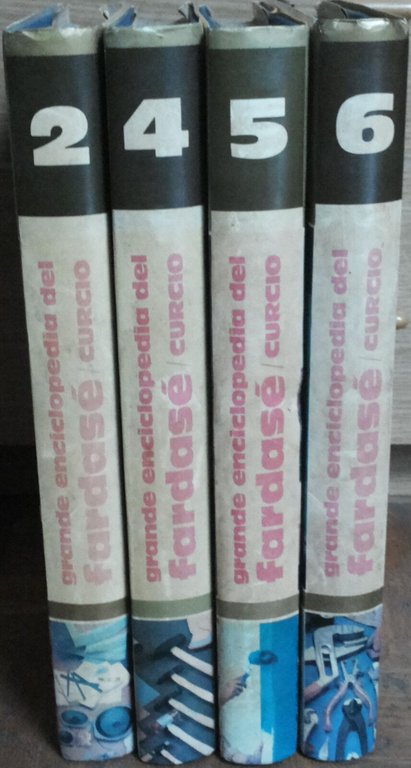 2
grande enciclopedia del
fardasé / CURCIO
4
grande enciclopedia del
fardasé / CURCIO
5
grande enciclopedia del
fardasé / CURCIO
6
grande enciclopedia del
fardasé / CURCIO